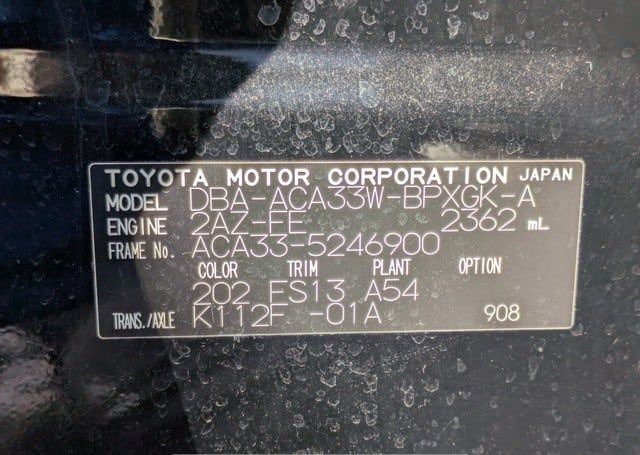 TOYOTA MOTOR CORPORATION JAPAN
MODEL DBA-ACA33W-BPXGK-A
ENGINE 2AZ-FE 2362 mL
FRAME No. ACA33-5246900
COLOR TRIM PLANT OPTION
202 FS13 A54
TRANS./AXLE K112F -01A 908